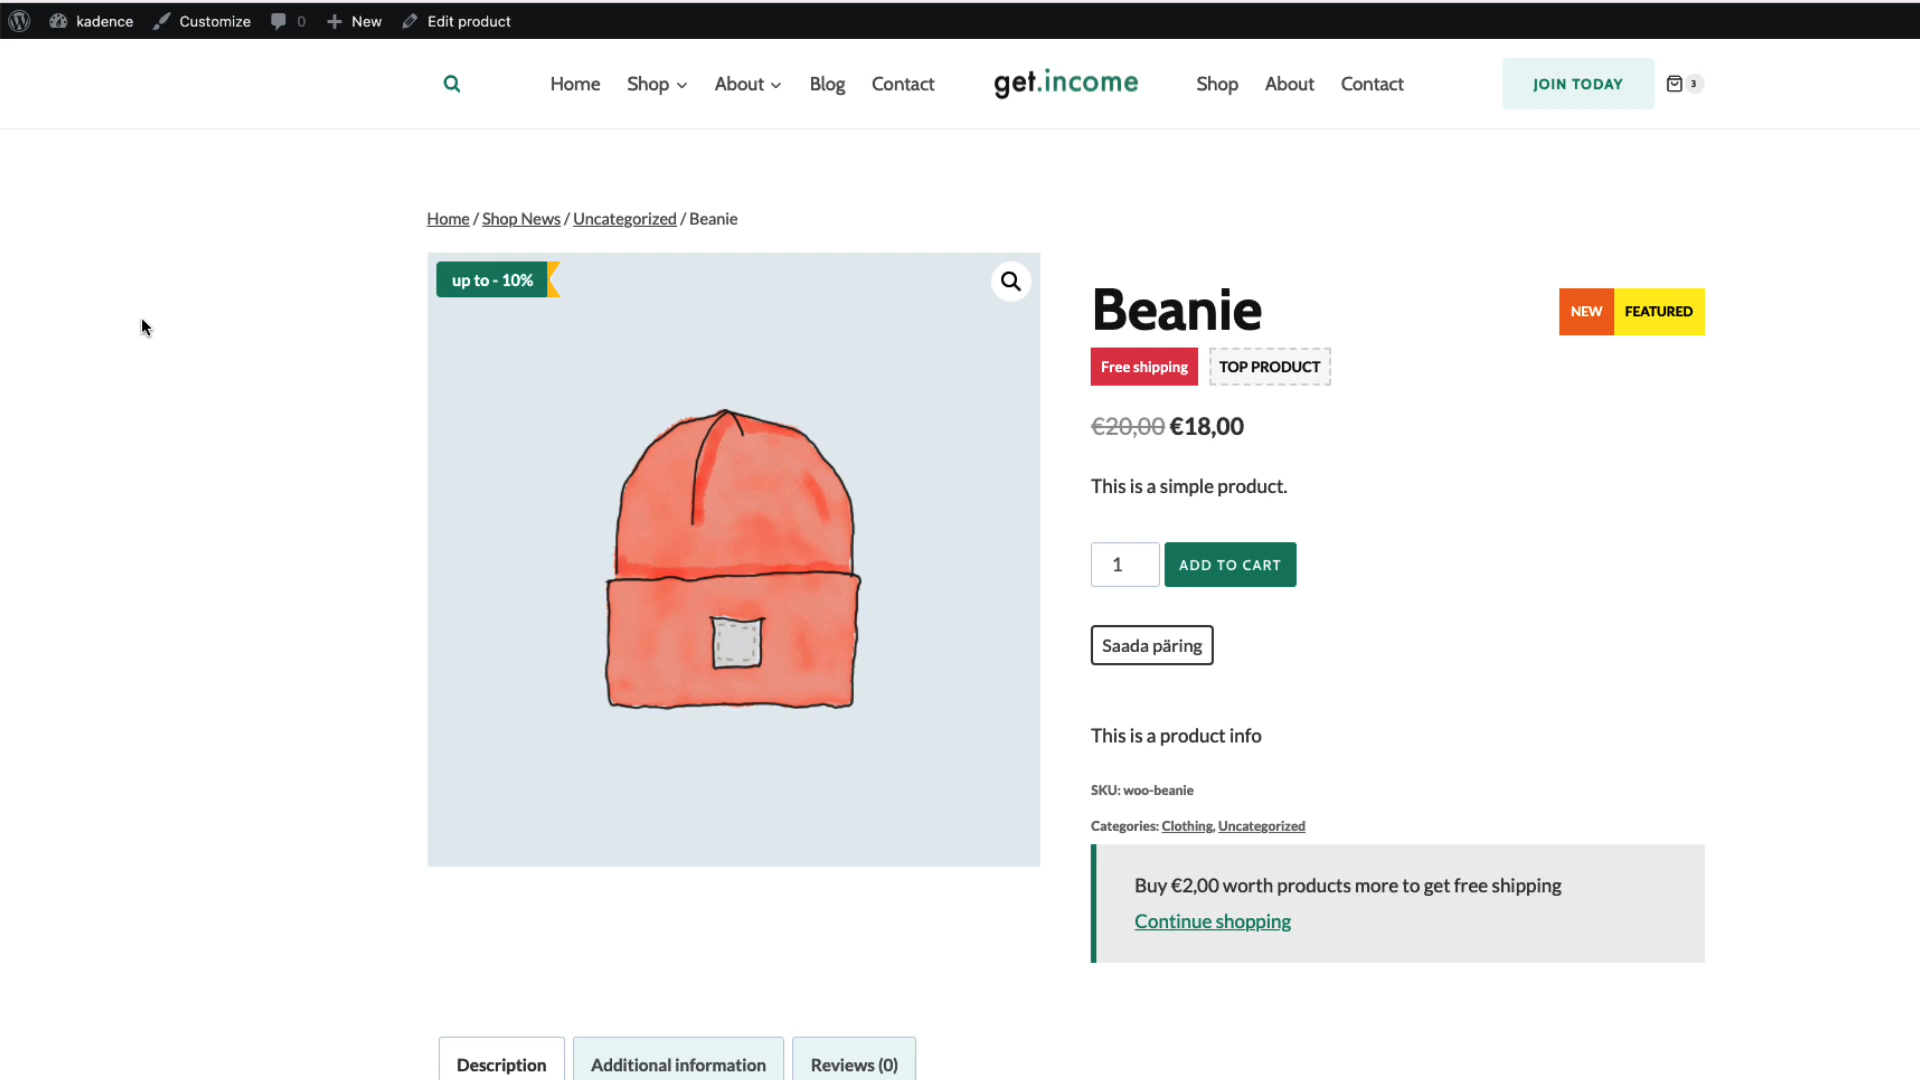 kadence Customize 0 New Edit product
Home Shop About Blog Contact get.income Shop About Contact JOIN TODAY 3
Home / Shop News / Uncategorized / Beanie
up to - 10%
Beanie
NEW FEATURED
Free shipping TOP PRODUCT
€20,00 €18,00
This is a simple product.
1 ADD TO CART
Saada päring
This is a product info
SKU: woo-beanie
Categories: Clothing, Uncategorized
Buy €2,00 worth products more to get free shipping
Continue shopping
Description Additional information Reviews (0)